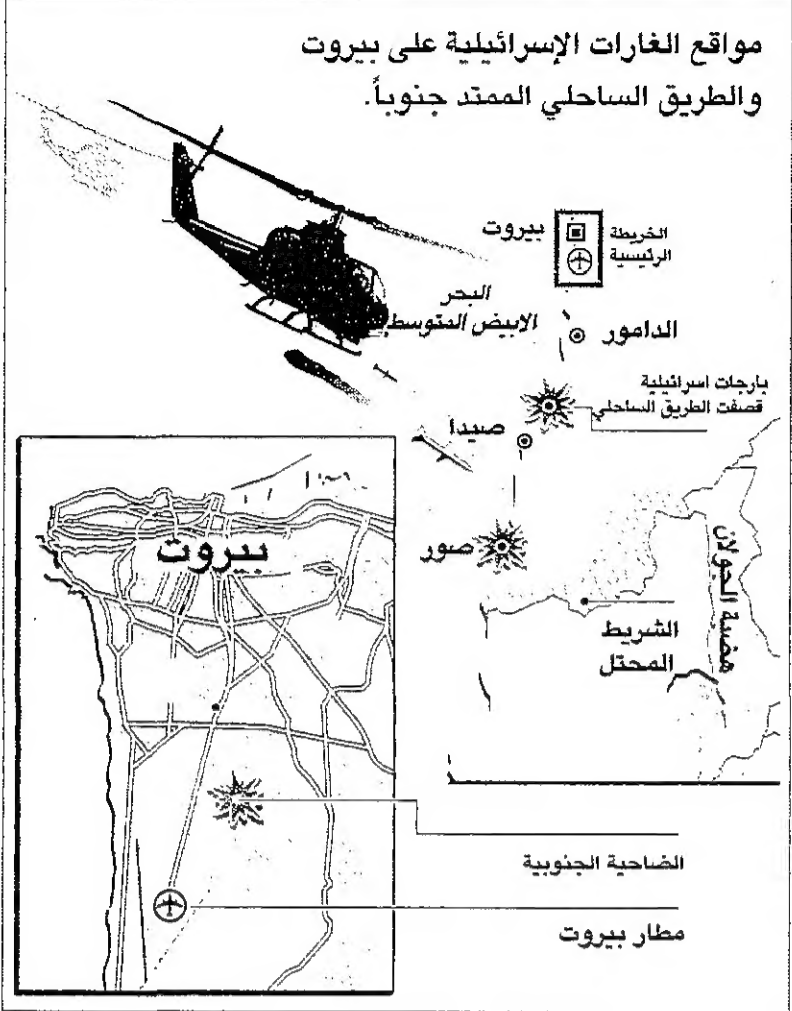 مواقع الغارات الإسرائيلية على بيروت
والطريق الساحلي الممتد جنوباً.
الخريطة
الرئيسية
بيروت
البحر
الابيض المتوسط
الدامور
بارجات اسرائيلية
قصفت الطريق الساحلي
صيدا
صور
هضبة الجولان
الشريط
المحتل
بيروت
الضاحية الجنوبية
مطار بيروت